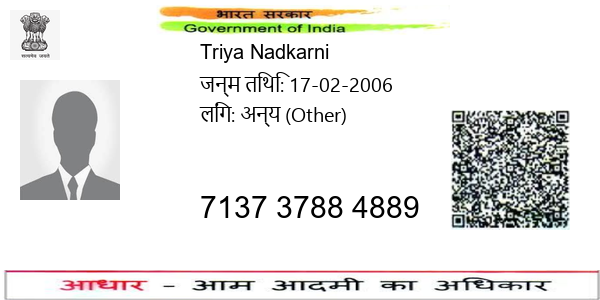 भारत सरकार
Government of India
सत्यमेव जयते
Triya Nadkarni
जन्म तिथि: 17-02-2006
लिंग: अन्य (Other)
7137 3788 4889
आधार - आम आदमी का अधिकार